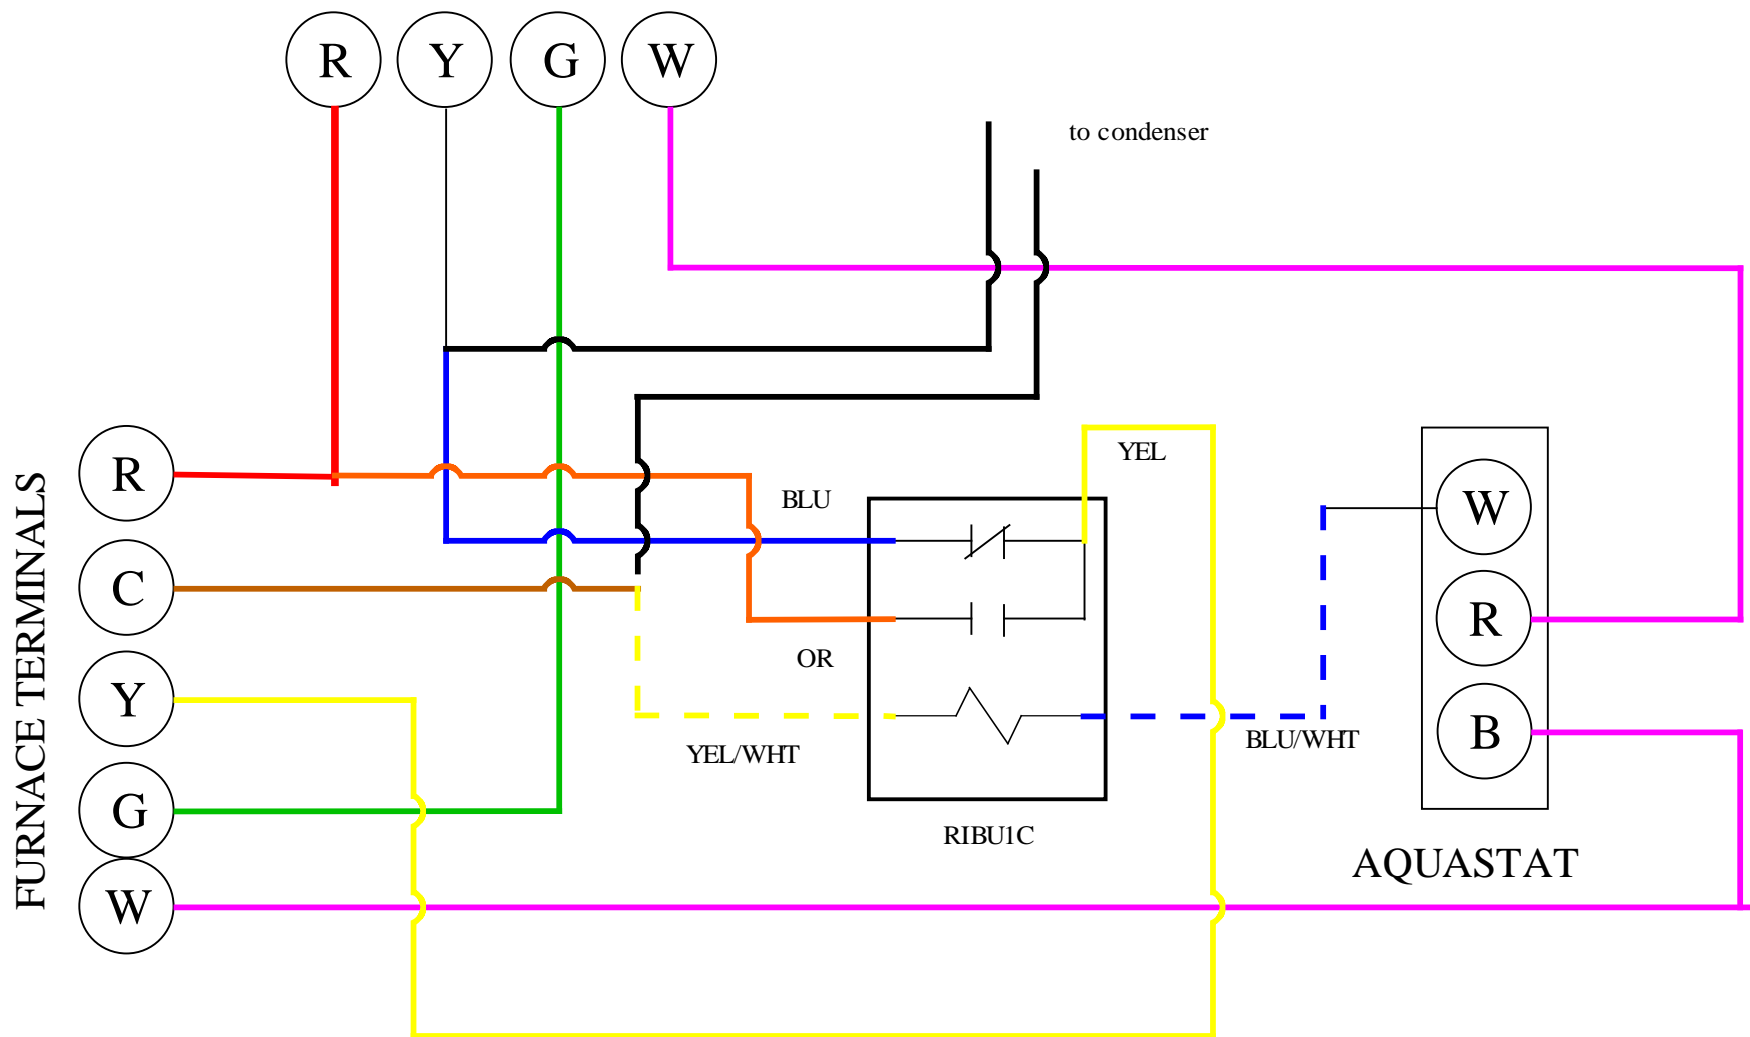 R Y G W
to condenser
FURNACE TERMINALS
R
C
Y
G
W
YEL
BLU
OR
YEL/WHT
BLU/WHT
RIBU1C
W
R
B
AQUASTAT